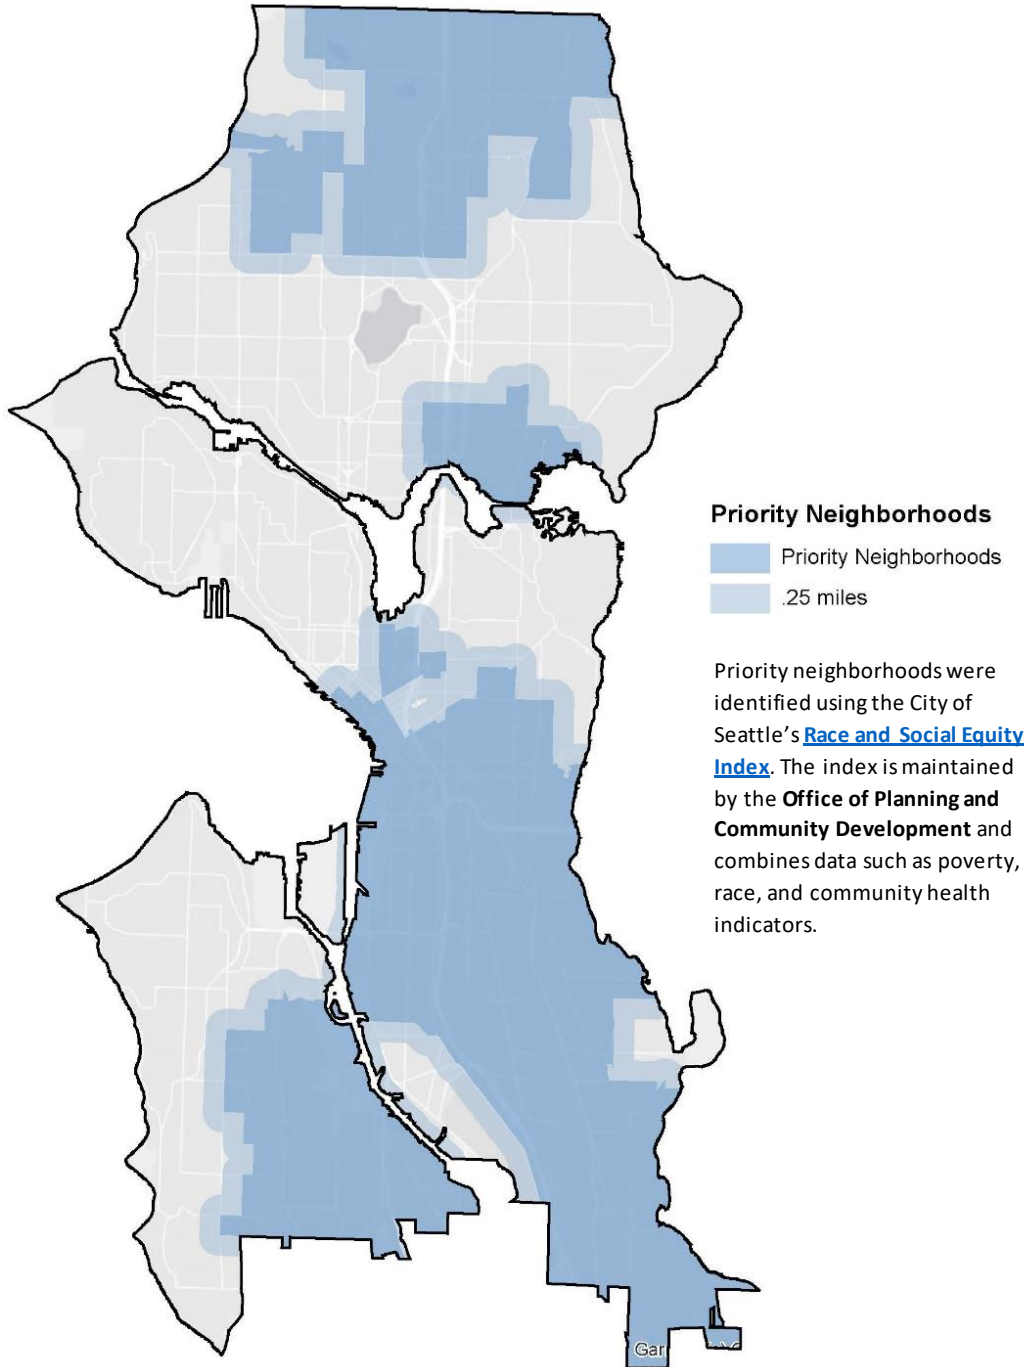 Priority Neighborhoods
Priority Neighborhoods
.25 miles
Priority neighborhoods were
identified using the City of
Seattle’s Race and Social Equity
Index. The index is maintained
by the Office of Planning and
Community Development and
combines data such as poverty,
race, and community health
indicators.
Gar